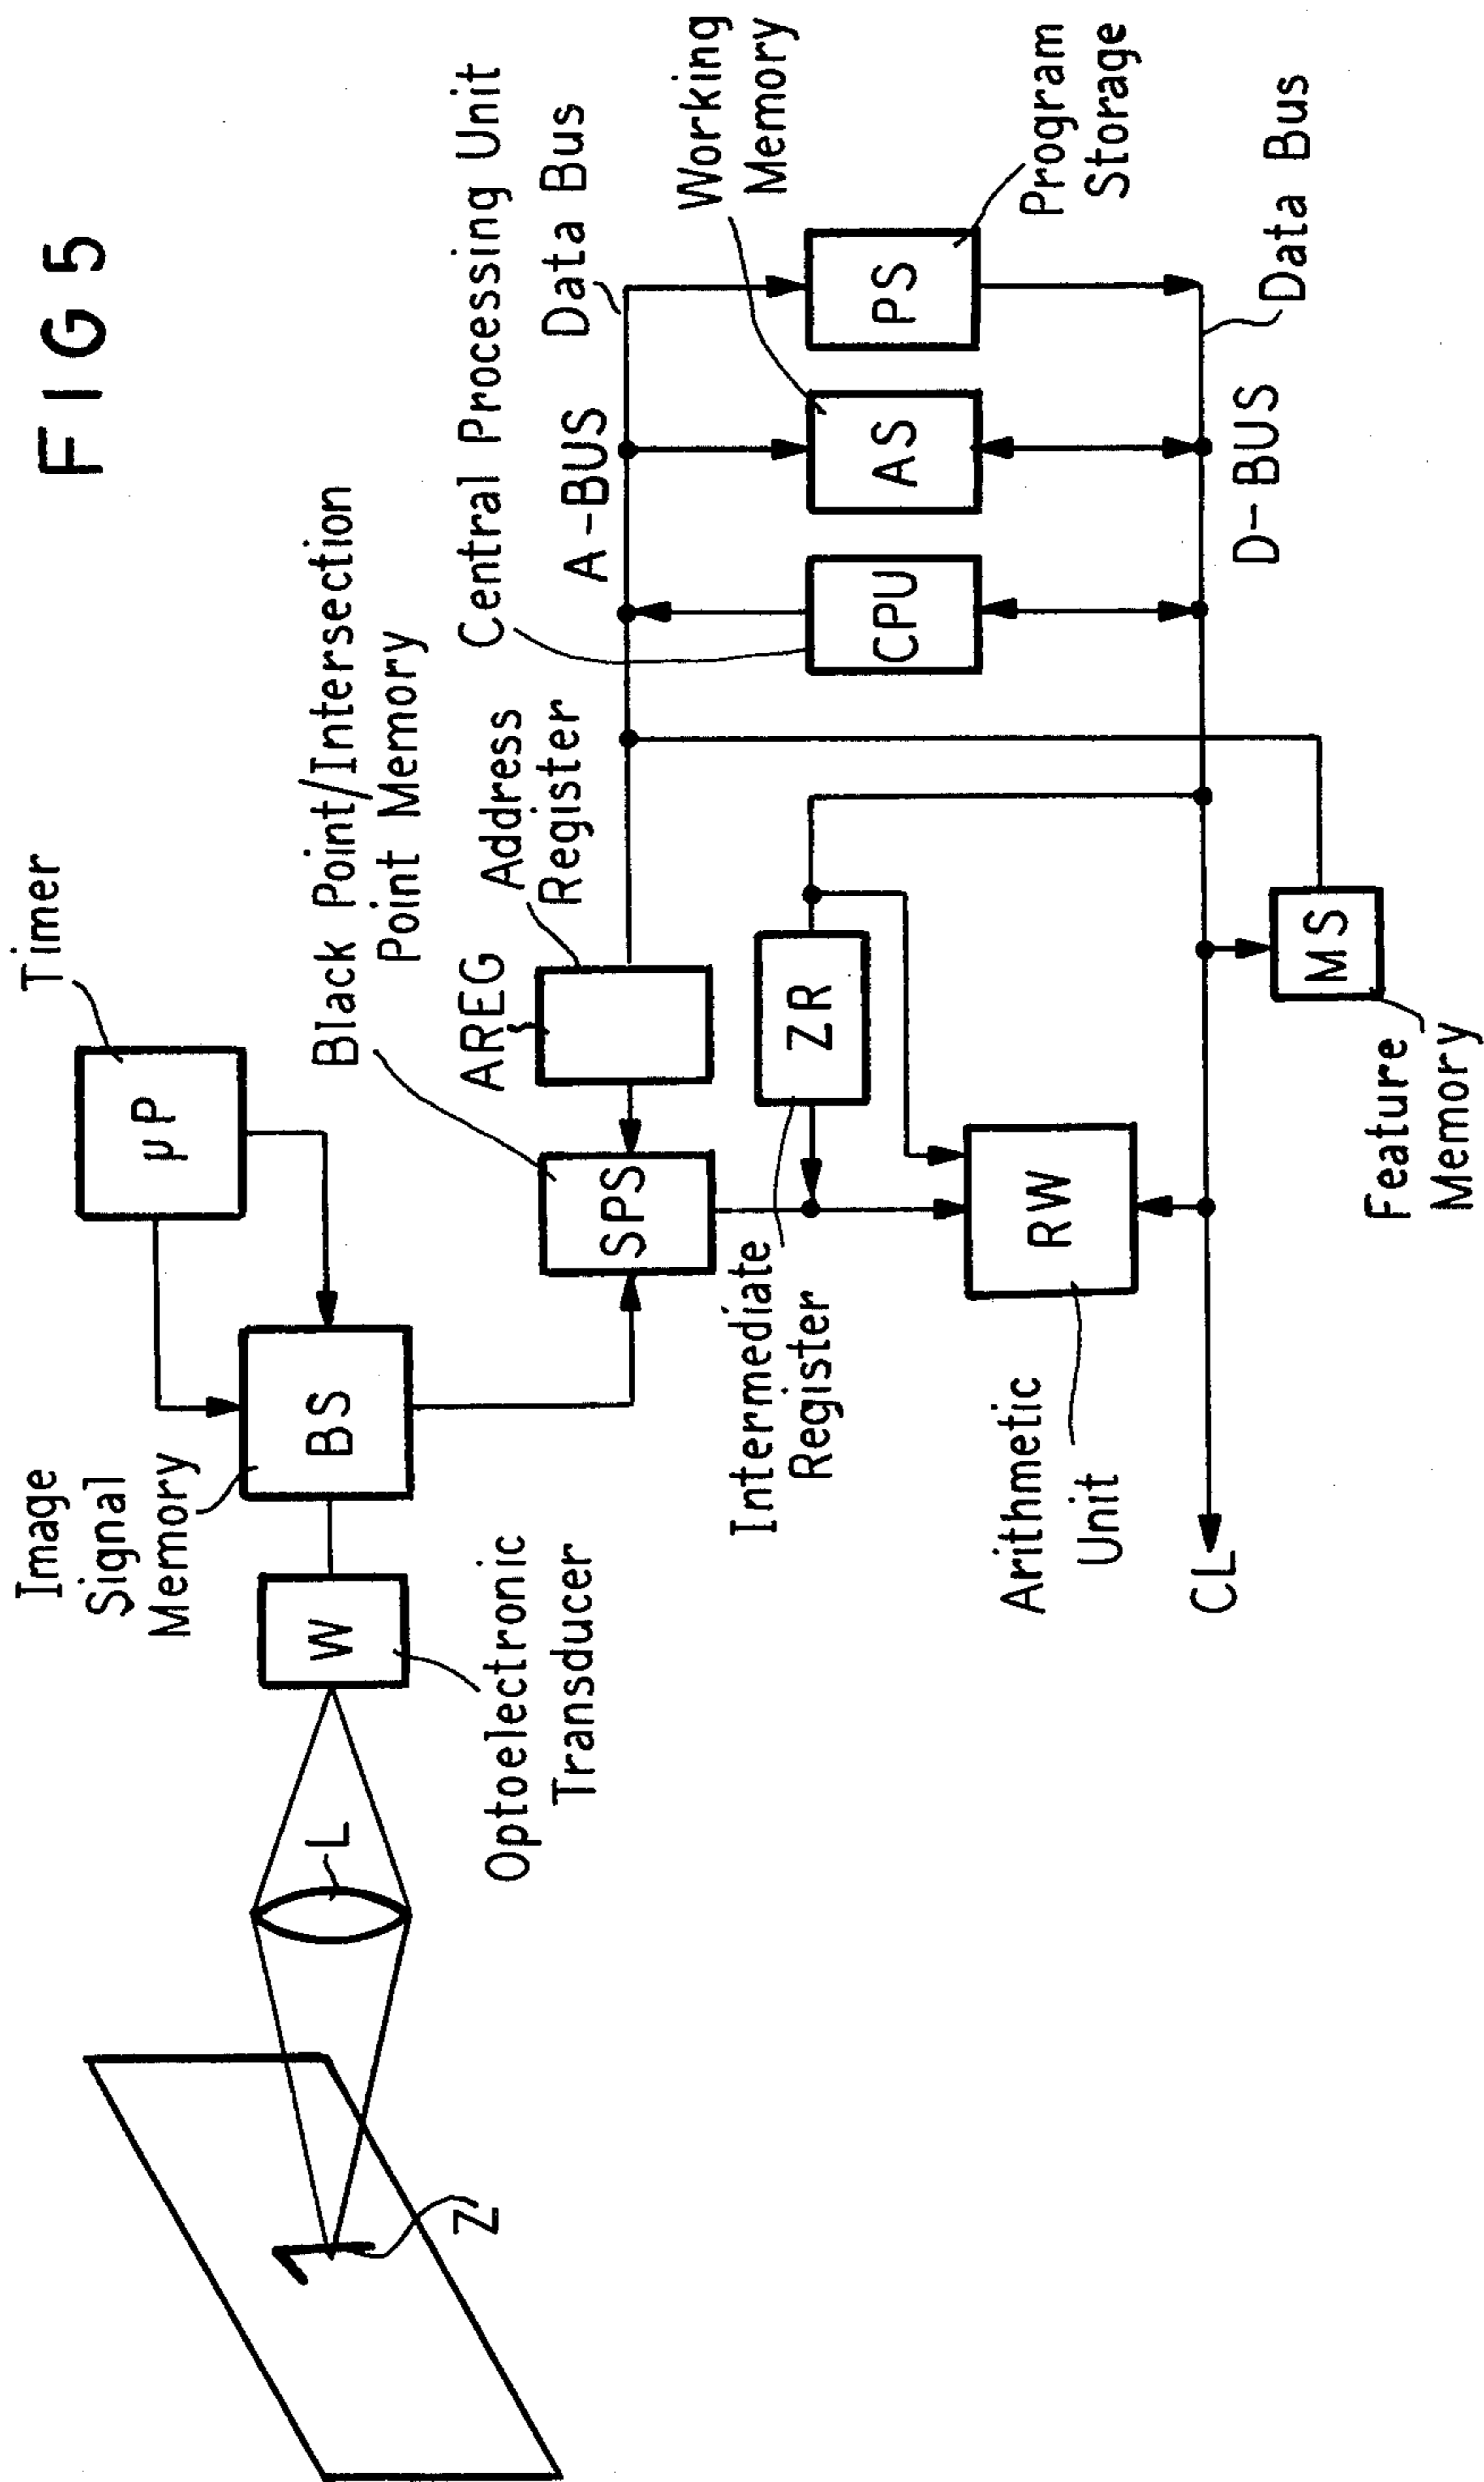 FIG 5
Timer
µP
Image
Signal
Memory
BS
W
Optoelectronic
Transducer
L
Z
Black Point/Intersection
Point Memory
SPS
AREG
Address
Register
A-BUS
Data Bus
Central Processing Unit
CPU
Working
Memory
AS
Program
Storage
PS
D-BUS
Data Bus
ZR
Intermediate
Register
RW
Arithmetic
Unit
MS
Feature
Memory
CL